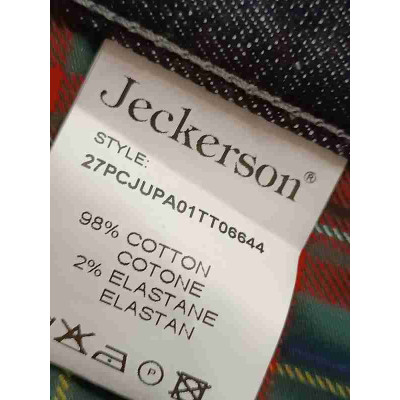 Jeckerson®
STYLE:
27PCJUPA01TT06644
98% COTTON
COTONE
2% ELASTANE
ELASTAN
P